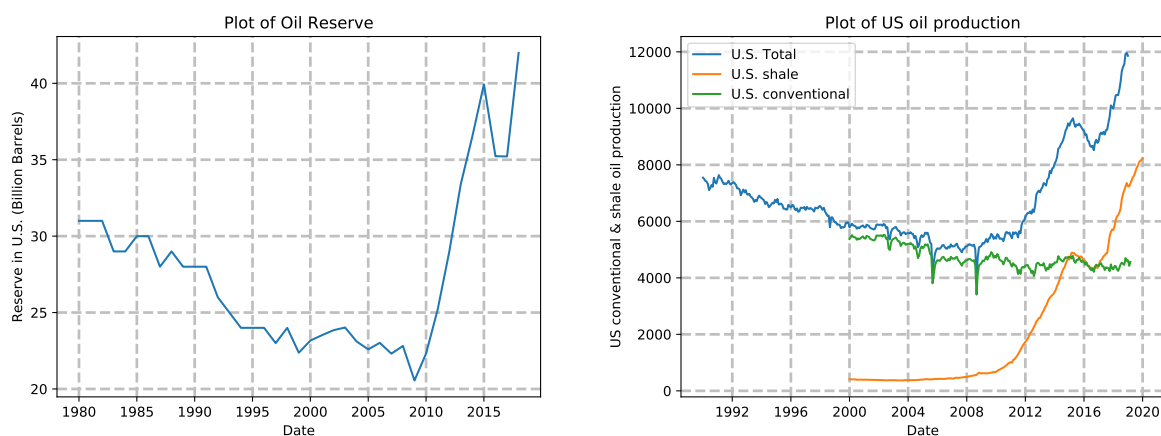 Plot of Oil Reserve
Reserve in U.S. (Billion Barrels)
40
35
30
25
20
1980 1985 1990 1995 2000 2005 2010 2015
Date
Plot of US oil production
US conventional & shale oil production
U.S. Total
U.S. shale
U.S. conventional
12000
10000
8000
6000
4000
2000
0
1992 1996 2000 2004 2008 2012 2016 2020
Date